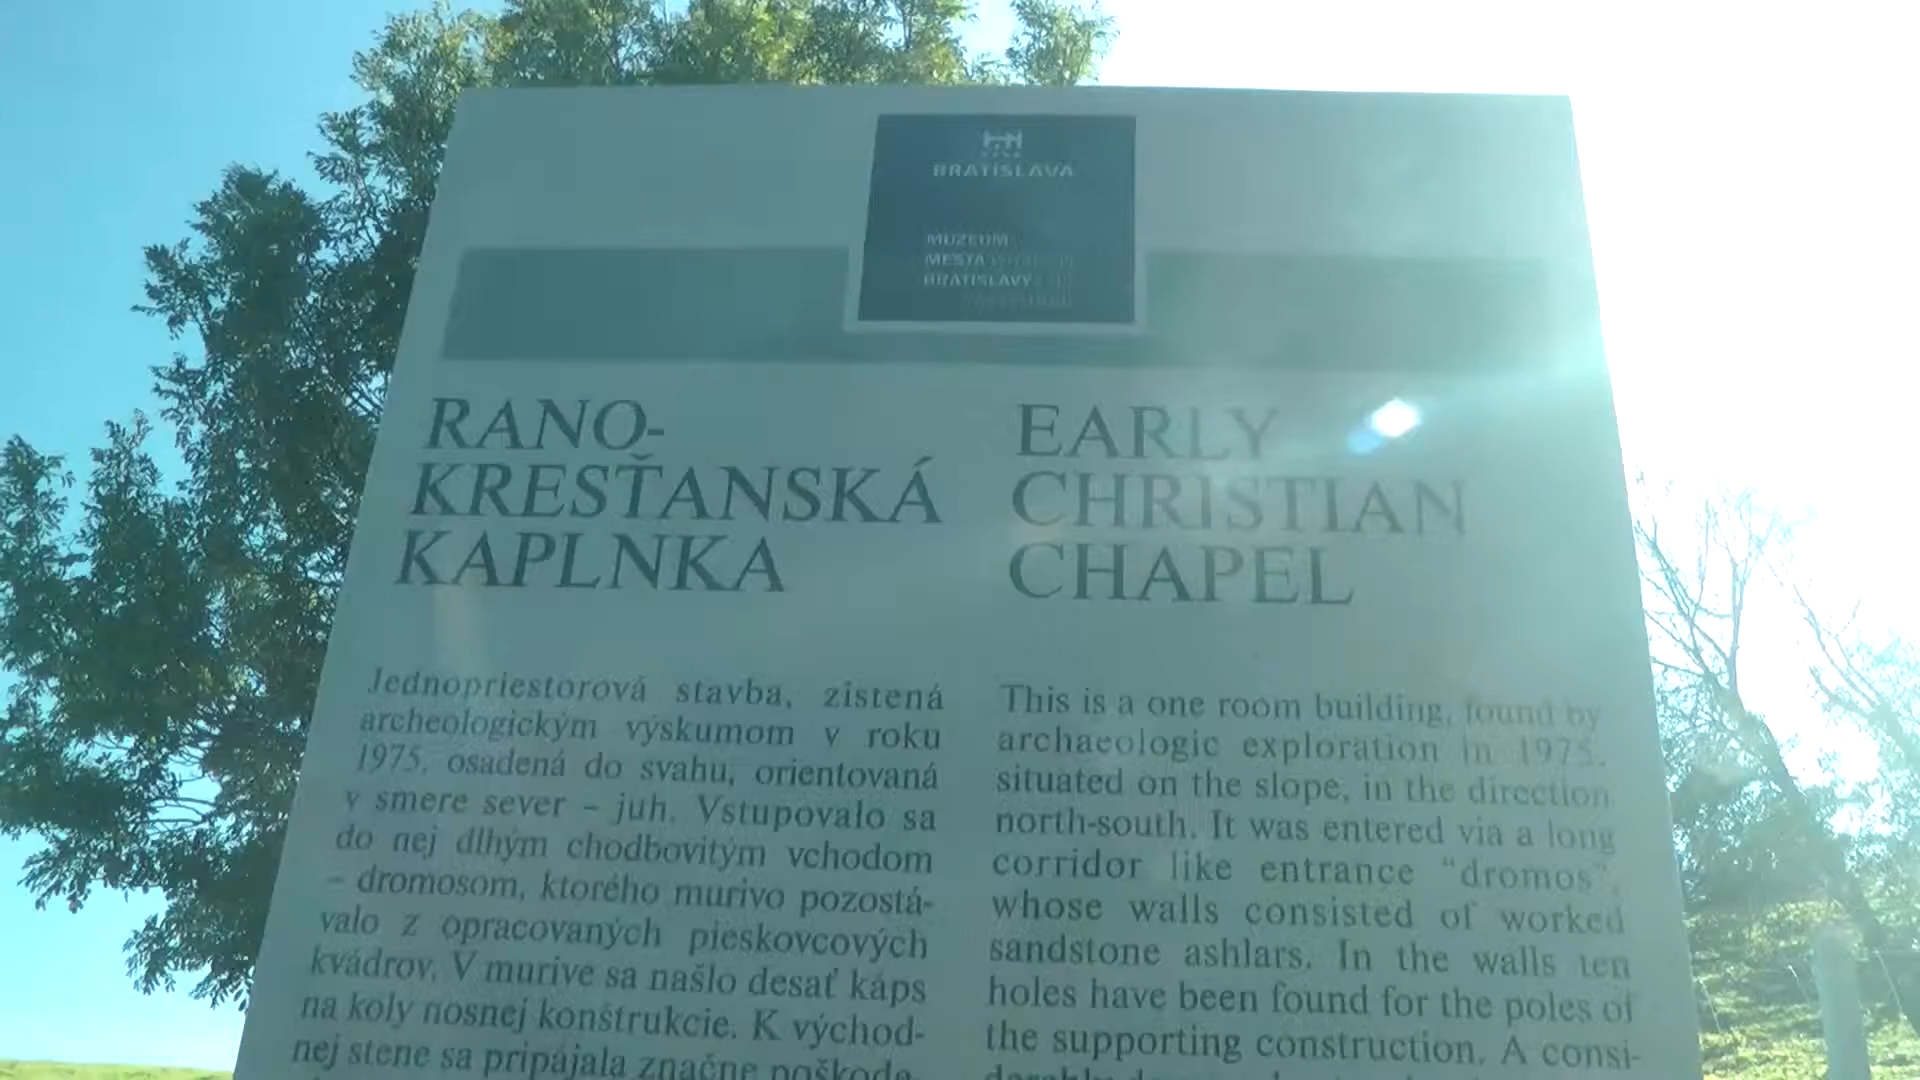 BRATISLAVA
MUZEUM
MESTA
BRATISLAVY
RANO-
KRESŤANSKÁ
KAPLNKA
Jednopriestorová stavba, zistená
archeologickým výskumom v roku
1975, osadená do svahu, orientovaná
v smere sever – juh. Vstupovalo sa
do nej dlhým chodbovitým vchodom
– dromosom, ktorého murivo pozostá-
valo z opracovaných pieskovcových
kvádrov. V murive sa našlo desať káps
na koly nosnej konštrukcie. K východ-
nej stene sa pripájala značne poškode-
EARLY
CHRISTIAN
CHAPEL
This is a one room building, found by
archaeologic exploration in 1975,
situated on the slope, in the direction
north-south. It was entered via a long
corridor like entrance “dromos”,
whose walls consisted of worked
sandstone ashlars. In the walls ten
holes have been found for the poles of
the supporting construction. A consi-